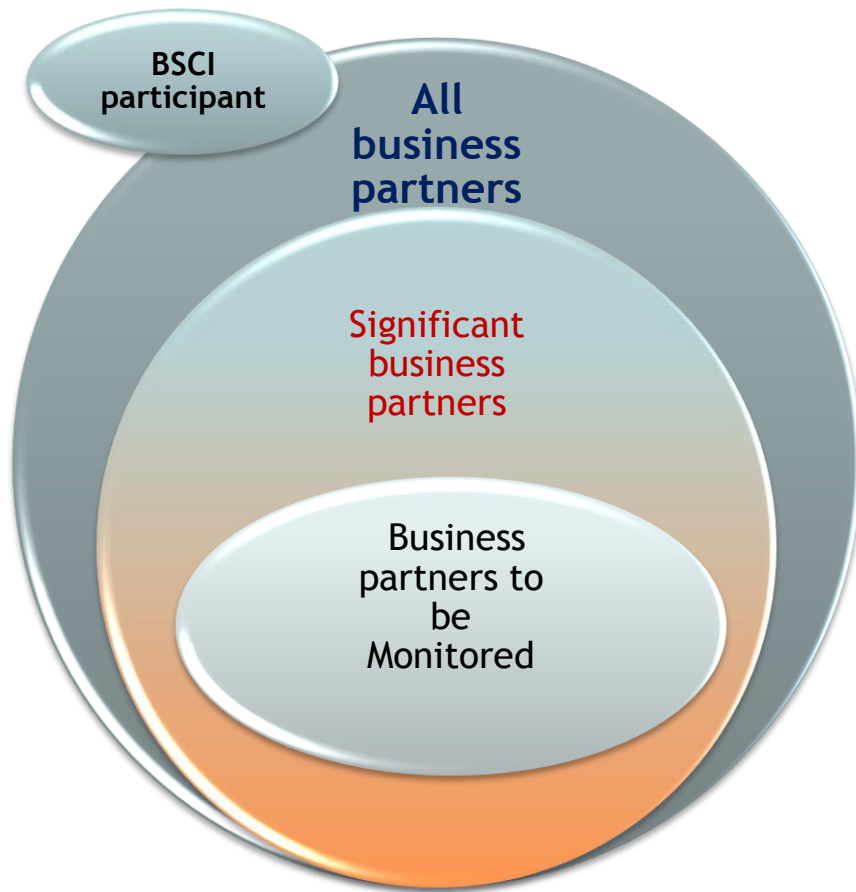 BSCI
participant
All
business
partners
Significant
business
partners
Business
partners to
be
Monitored